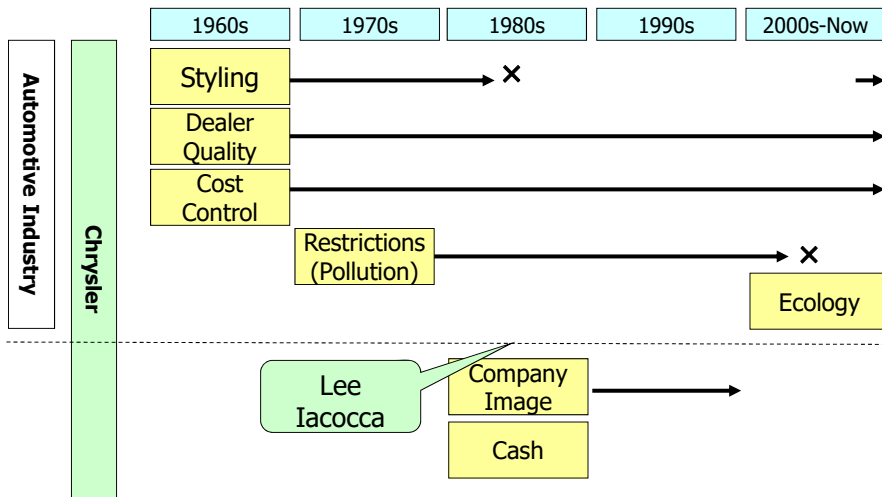 1960s
1970s
1980s
1990s
2000s-Now
Automotive Industry
Chrysler
Styling
Dealer
Quality
Cost
Control
Restrictions
(Pollution)
Ecology
Lee
Iacocca
Company
Image
Cash